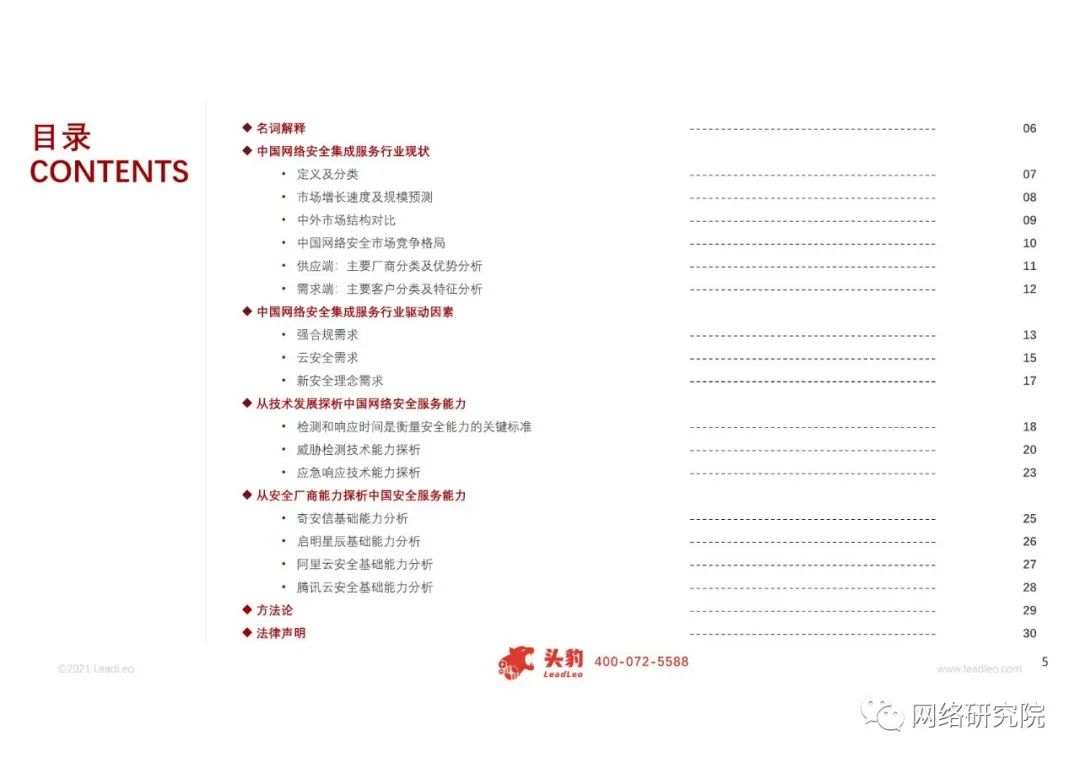 目录
CONTENTS
◆ 名词解释 06
◆ 中国网络安全集成服务行业现状
• 定义及分类 07
• 市场增长速度及规模预测 08
• 中外市场结构对比 09
• 中国网络安全市场竞争格局 10
• 供应端：主要厂商分类及优势分析 11
• 需求端：主要客户分类及特征分析 12
◆ 中国网络安全集成服务行业驱动因素
• 强合规需求 13
• 云安全需求 15
• 新安全理念需求 17
◆ 从技术发展探析中国网络安全服务能力
• 检测和响应时间是衡量安全能力的关键标准 18
• 威胁检测技术能力探析 20
• 应急响应技术能力探析 23
◆ 从安全厂商能力探析中国安全服务能力
• 奇安信基础能力分析 25
• 启明星辰基础能力分析 26
• 阿里云安全基础能力分析 27
• 腾讯云安全基础能力分析 28
◆ 方法论 29
◆ 法律声明 30
©2021 LeadLeo
头豹
LeadLeo
400-072-5588
www.leadleo.com
5
网络研究院